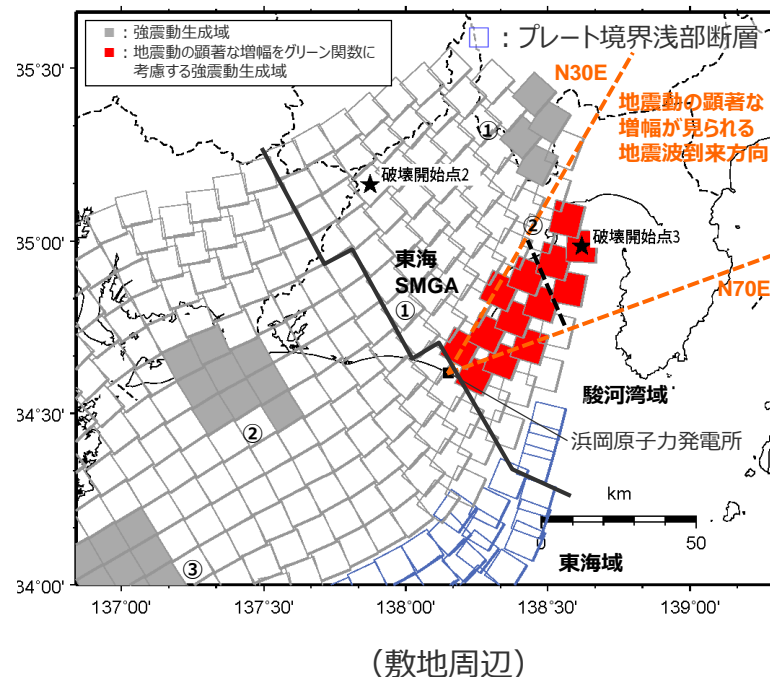 ■：強震動生成域
■：地震動の顕著な増幅をグリーン関数に
考慮する強震動生成域
□：プレート境界浅部断層
35°30'
N30E
地震動の顕著な
増幅が見られる
地震波到来方向
①
破壊開始点2
35°00'
②
破壊開始点3
東海
SMGA
①
N70E
34°30'
②
駿河湾域
浜岡原子力発電所
km
0
50
③
東海域
34°00'
137°00'
137°30'
138°00'
138°30'
139°00'
（敷地周辺）